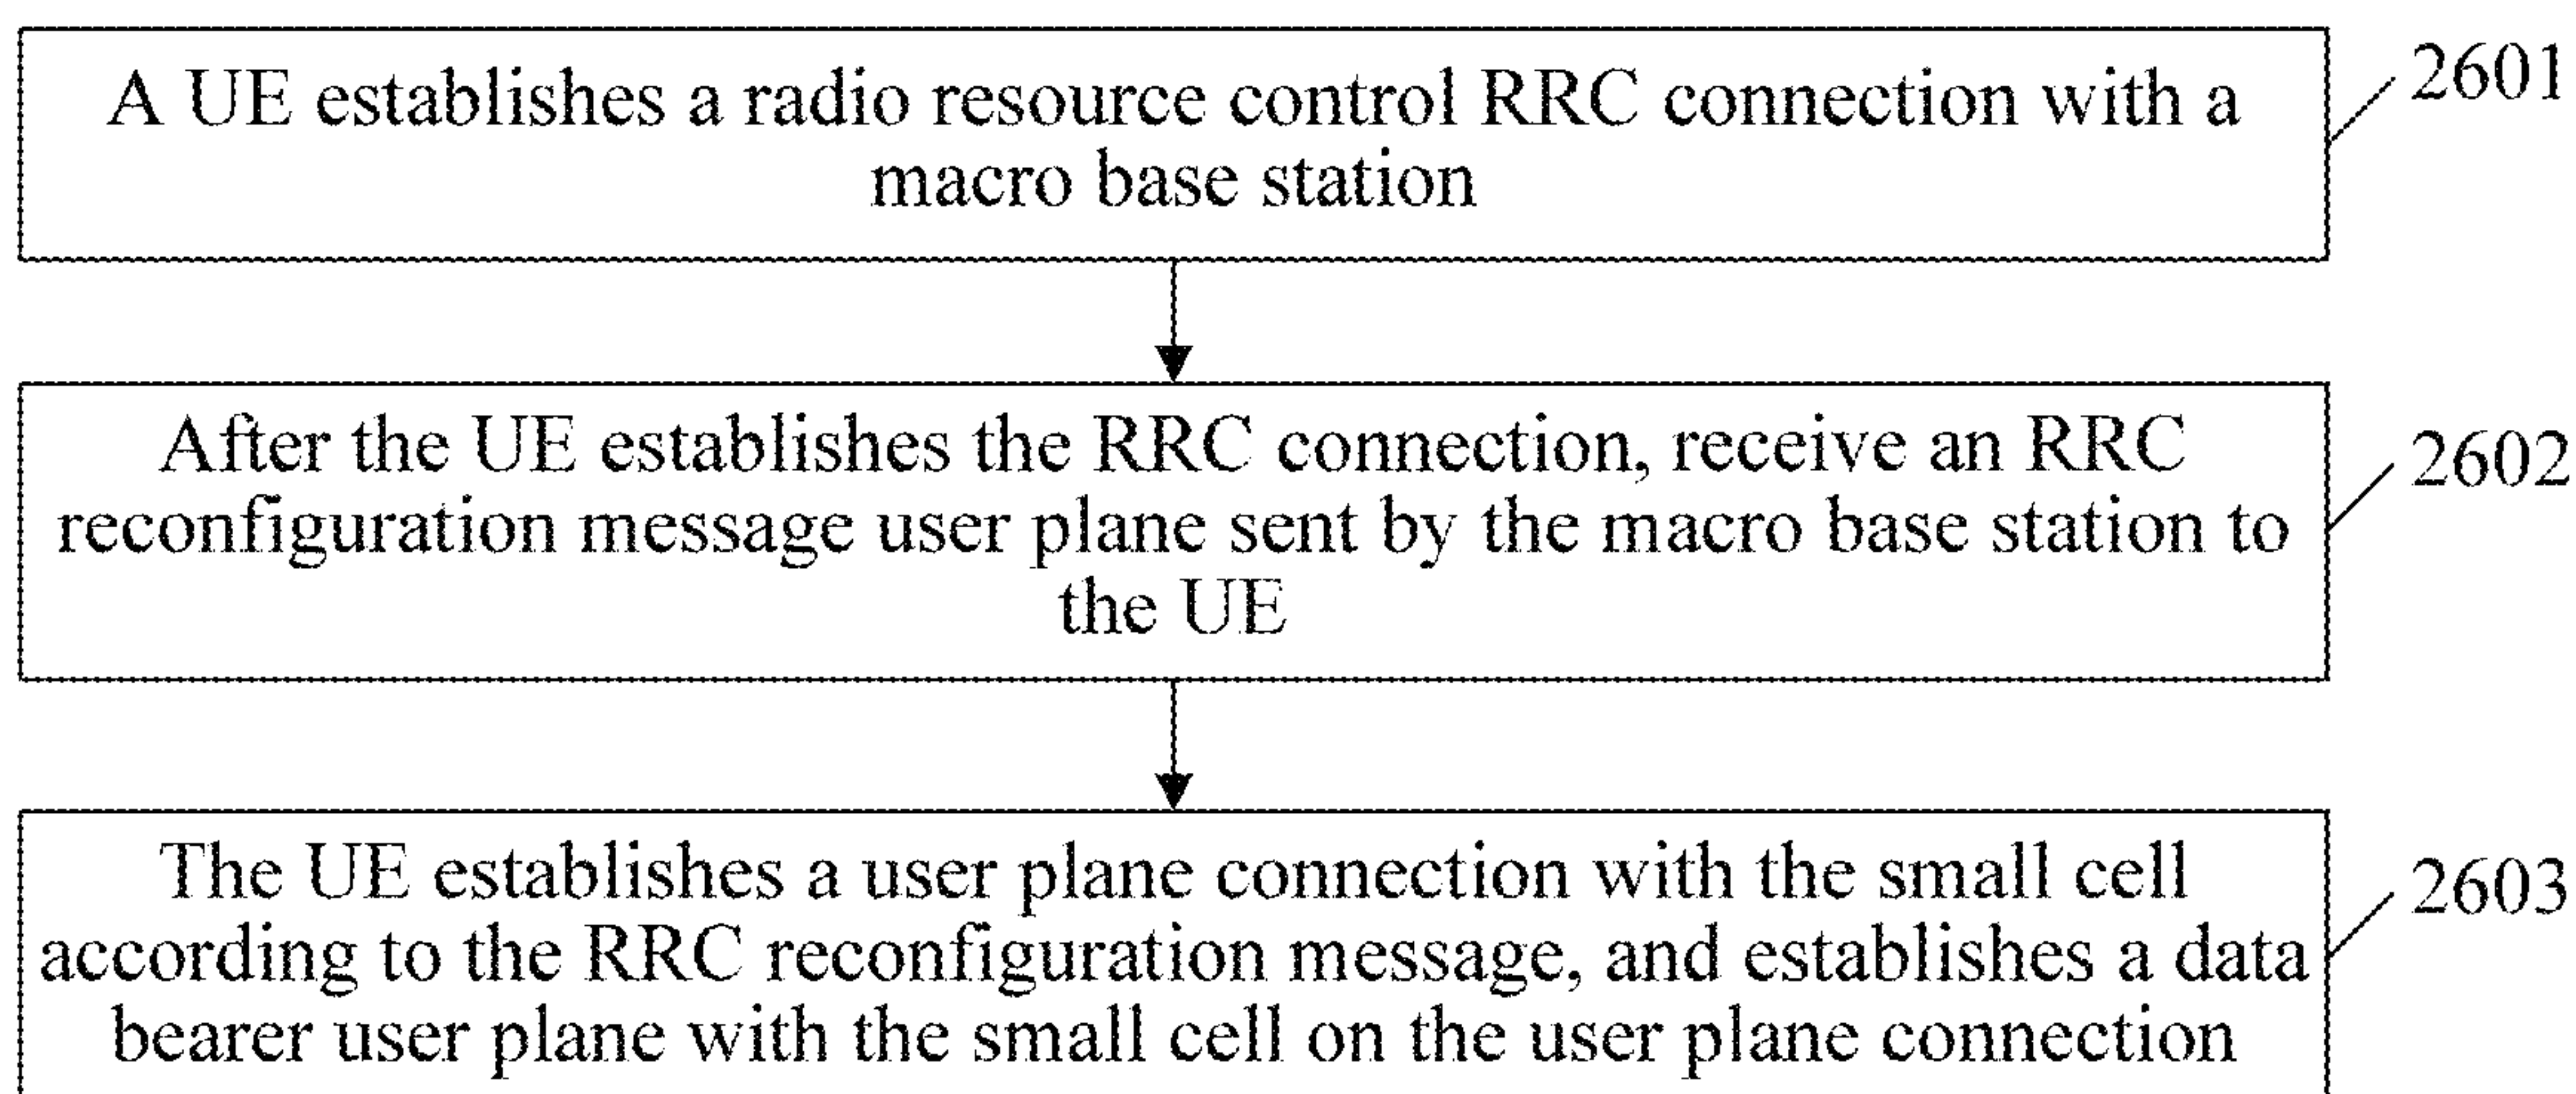 A UE establishes a radio resource control RRC connection with a
macro base station
2601
After the UE establishes the RRC connection, receive an RRC
reconfiguration message user plane sent by the macro base station to
the UE
2602
The UE establishes a user plane connection with the small cell
according to the RRC reconfiguration message, and establishes a data
bearer user plane with the small cell on the user plane connection
2603